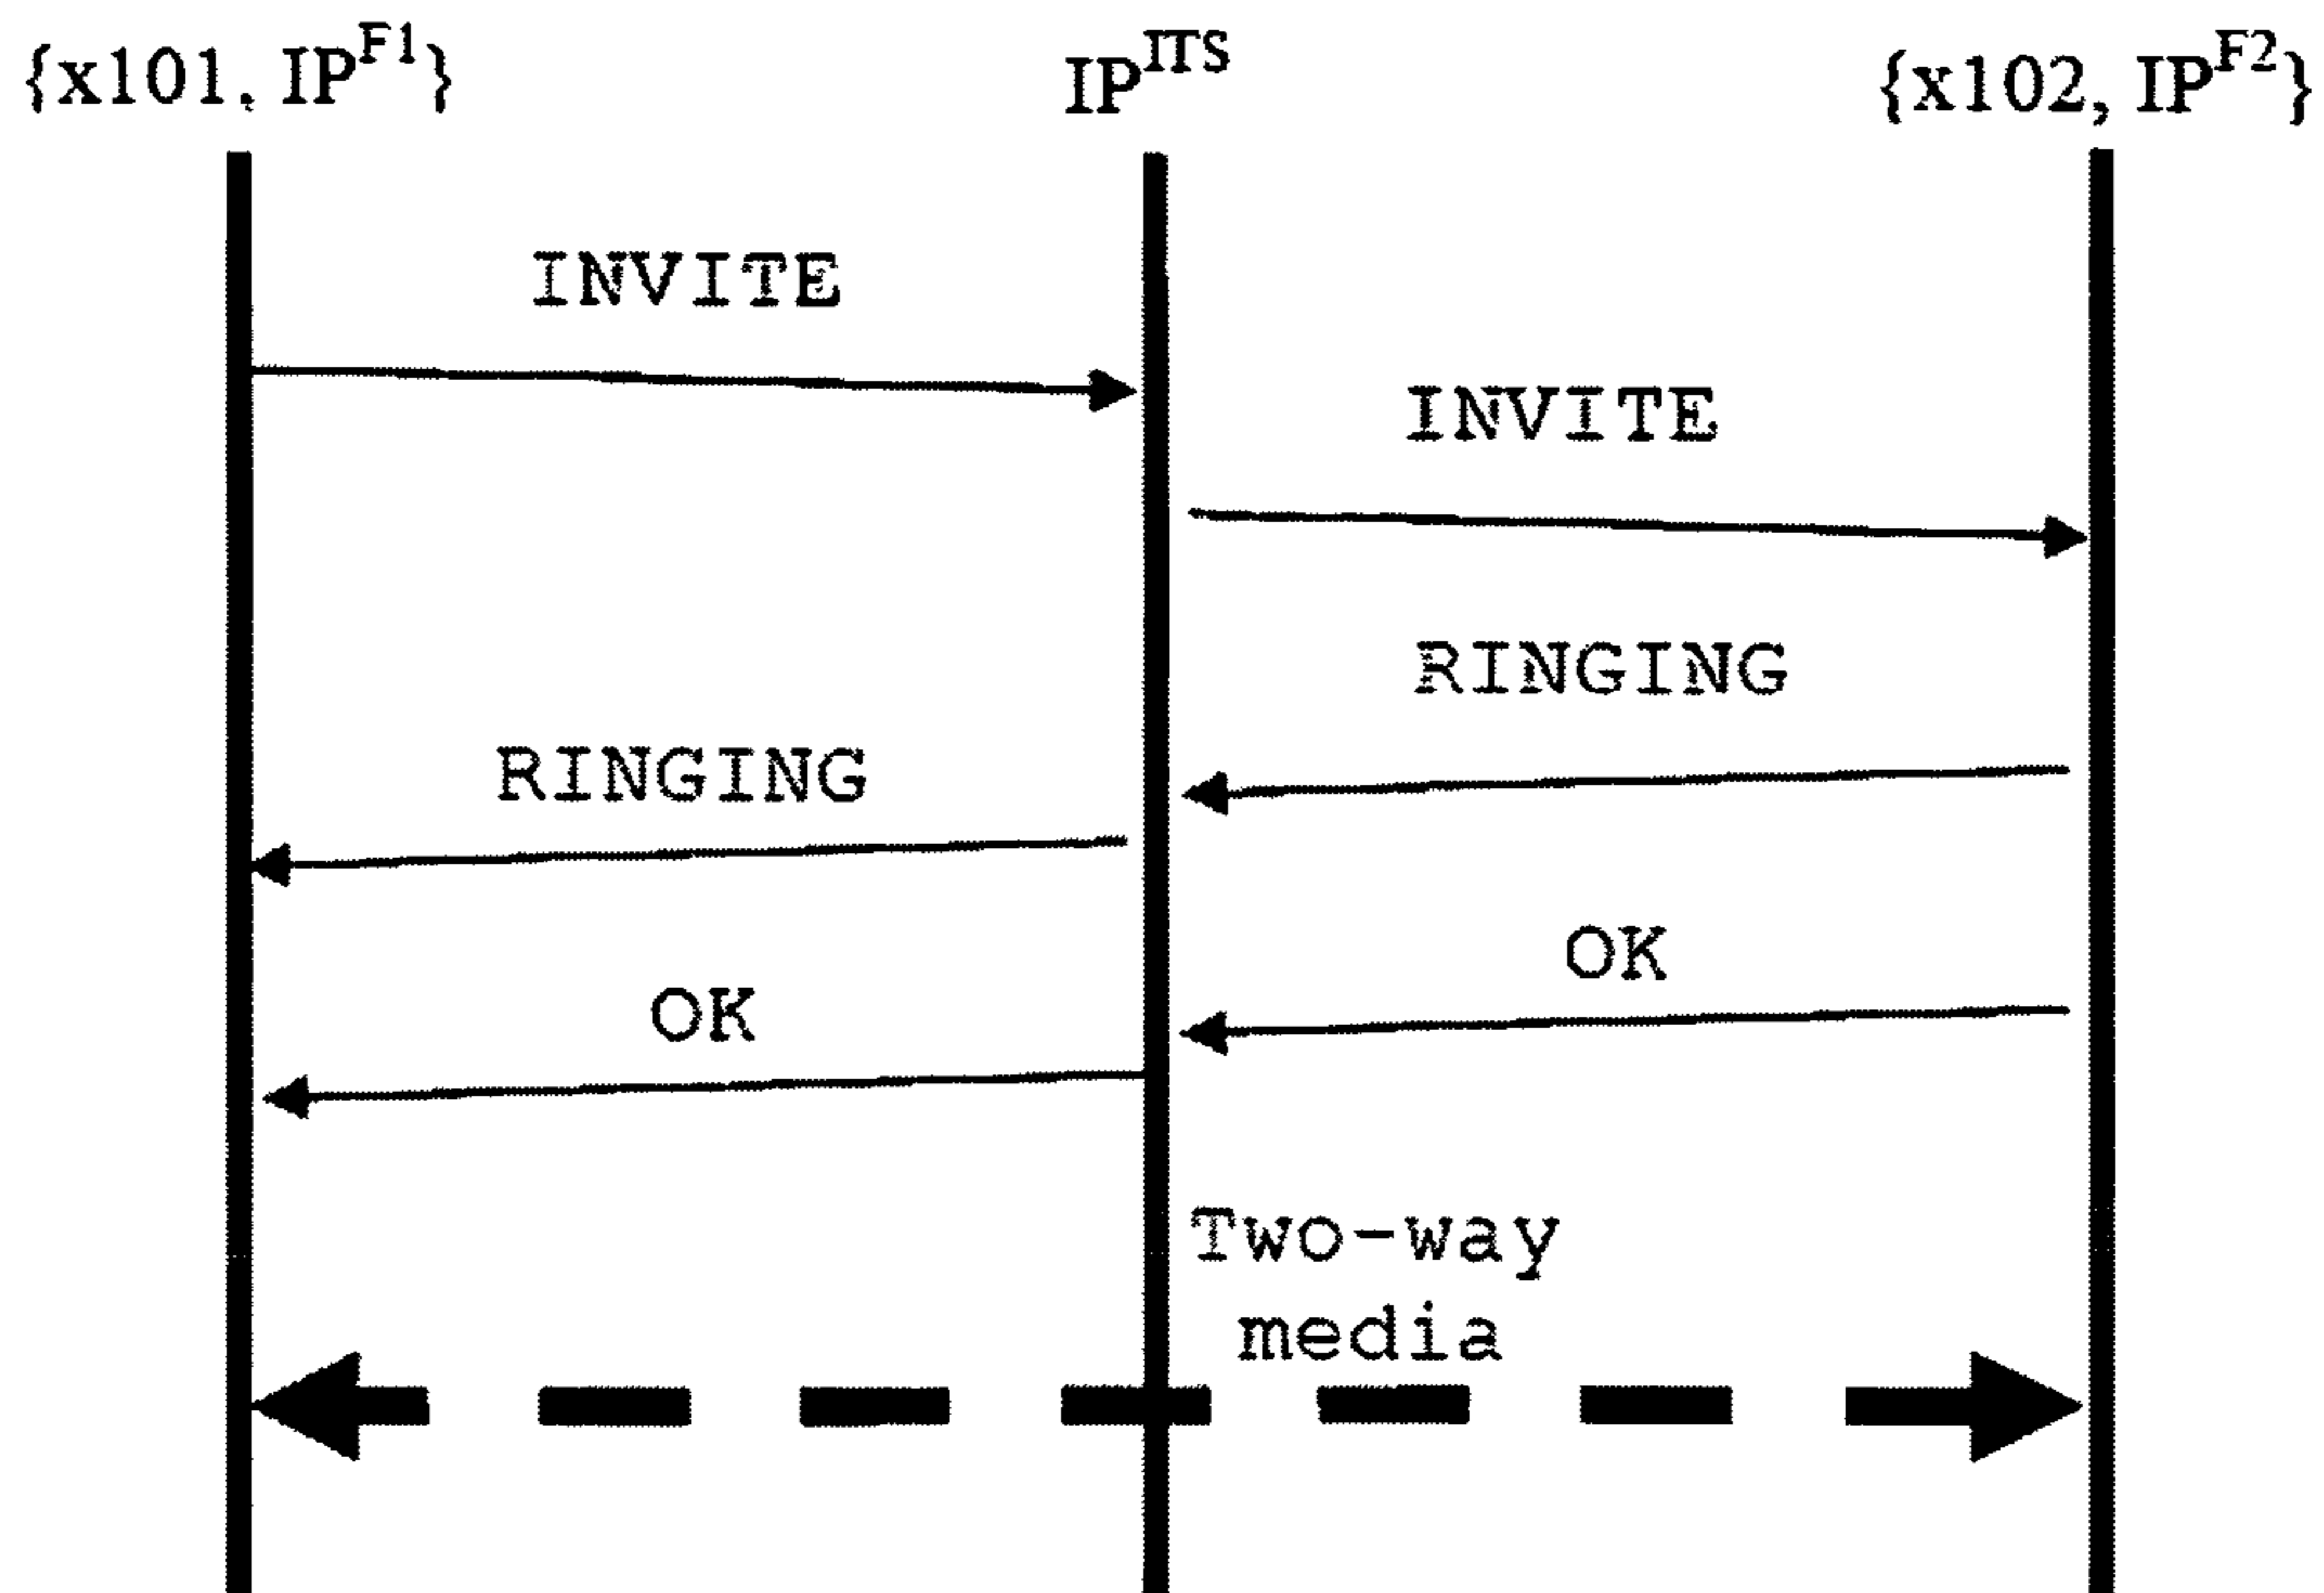 {x101, IP^F1}
IP^ITS
{x102, IP^F2}
INVITE
INVITE
RINGING
RINGING
OK
OK
Two-way
media